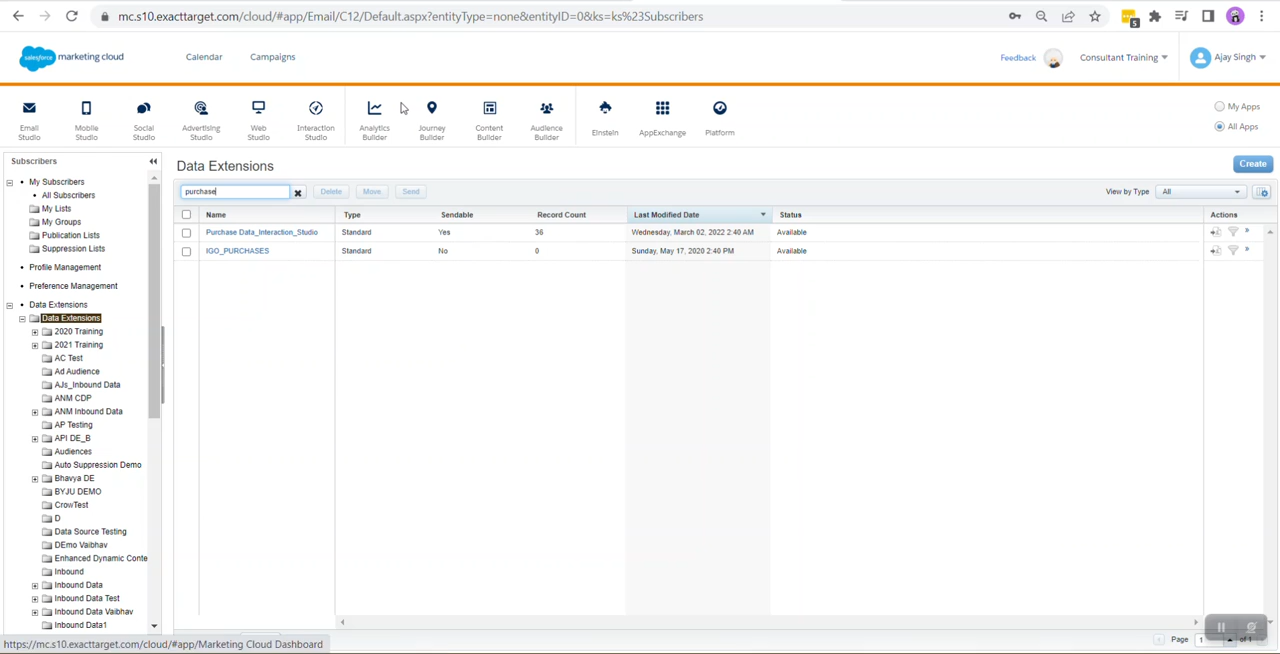 mc.s10.exacttarget.com/cloud/#app/Email/C12/Default.aspx?entityType=none&entityID=0&ks=ks%23Subscribers
5
salesforce marketing cloud
Calendar
Campaigns
Feedback
Consultant Training
Ajay Singh
Email Studio
Mobile Studio
Social Studio
Advertising Studio
Web Studio
Interaction Studio
Analytics Builder
Journey Builder
Content Builder
Audience Builder
Einstein
AppExchange
Platform
My Apps
All Apps
Subscribers
My Subscribers
All Subscribers
My Lists
My Groups
Publication Lists
Suppression Lists
Profile Management
Preference Management
Data Extensions
Data Extensions
2020 Training
2021 Training
AC Test
Ad Audience
AJs_Inbound Data
ANM CDP
ANM Inbound Data
AP Testing
API DE_B
Audiences
Auto Suppression Demo
Bhavya DE
BYJU DEMO
CrowTest
D
Data Source Testing
DEmo Vaibhav
Enhanced Dynamic Conte
Inbound
Inbound Data
Inbound Data Test
Inbound Data Vaibhav
Inbound Data1
Data Extensions
Create
purchase
Delete
Move
Send
View by Type
All
Name Type Sendable Record Count Last Modified Date Status Actions
Purchase Data_Interaction_Studio Standard Yes 36 Wednesday, March 02, 2022 2:40 AM Available
IGO_PURCHASES Standard No 0 Sunday, May 17, 2020 2:40 PM Available
Page 1 of 1
https://mc.s10.exacttarget.com/cloud/#app/Marketing Cloud Dashboard